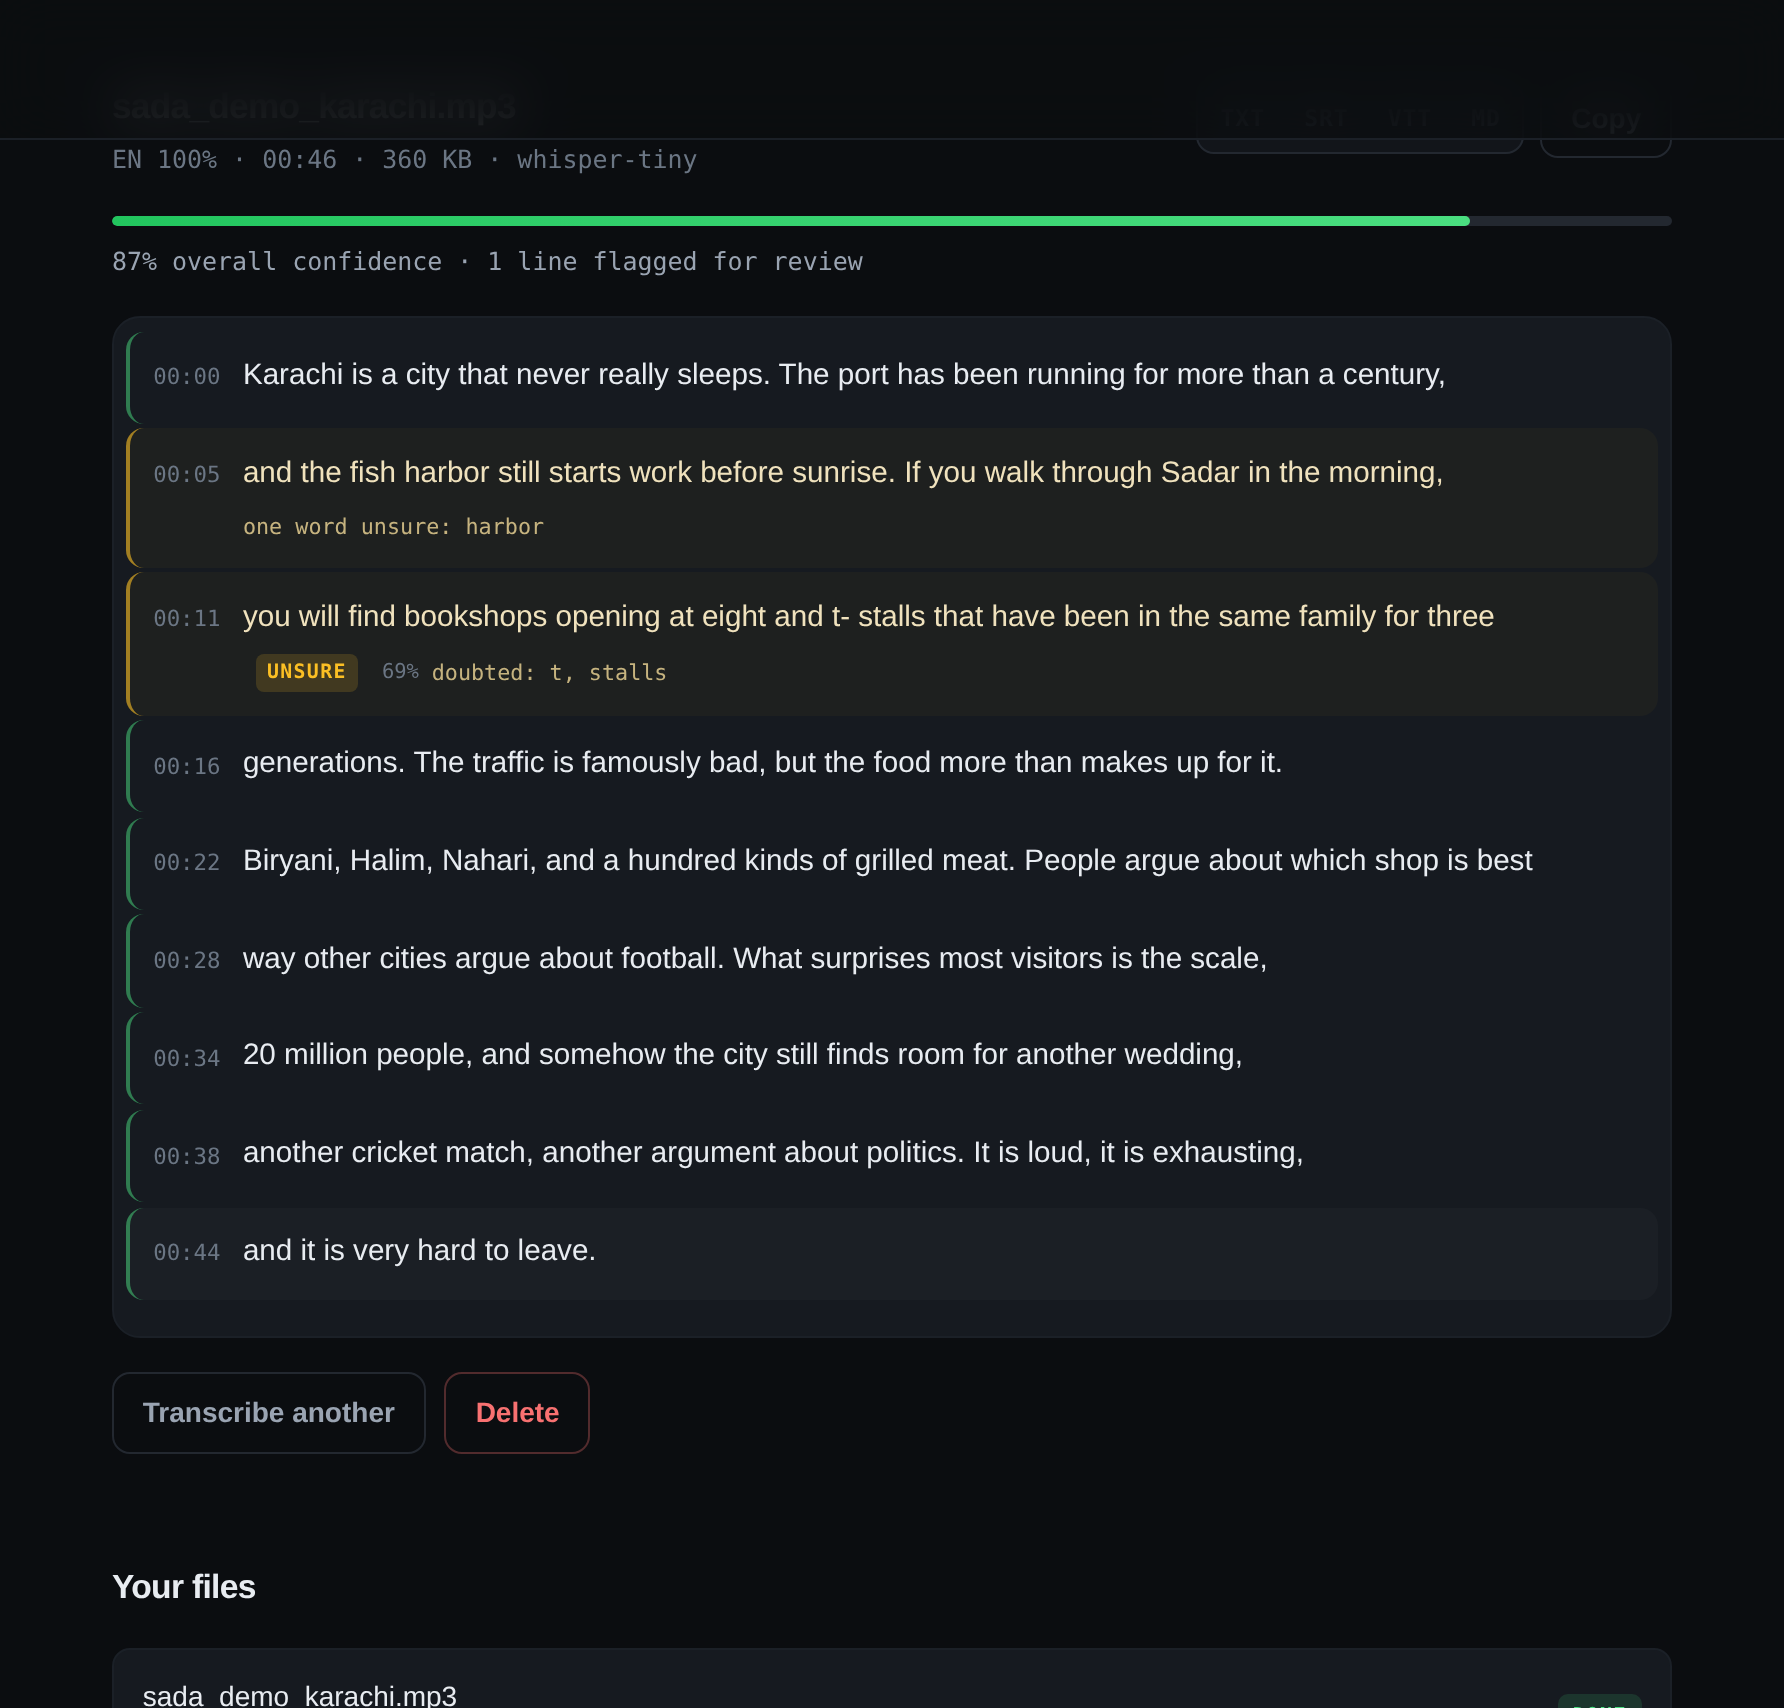 sada_demo_karachi.mp3
TXT SRT VTT MD Copy
EN 100% · 00:46 · 360 KB · whisper-tiny
87% overall confidence · 1 line flagged for review
00:00 Karachi is a city that never really sleeps. The port has been running for more than a century,
00:05 and the fish harbor still starts work before sunrise. If you walk through Sadar in the morning,
one word unsure: harbor
00:11 you will find bookshops opening at eight and t- stalls that have been in the same family for three
UNSURE 69% doubted: t, stalls
00:16 generations. The traffic is famously bad, but the food more than makes up for it.
00:22 Biryani, Halim, Nahari, and a hundred kinds of grilled meat. People argue about which shop is best
00:28 way other cities argue about football. What surprises most visitors is the scale,
00:34 20 million people, and somehow the city still finds room for another wedding,
00:38 another cricket match, another argument about politics. It is loud, it is exhausting,
00:44 and it is very hard to leave.
Transcribe another Delete
Your files
sada_demo_karachi.mp3